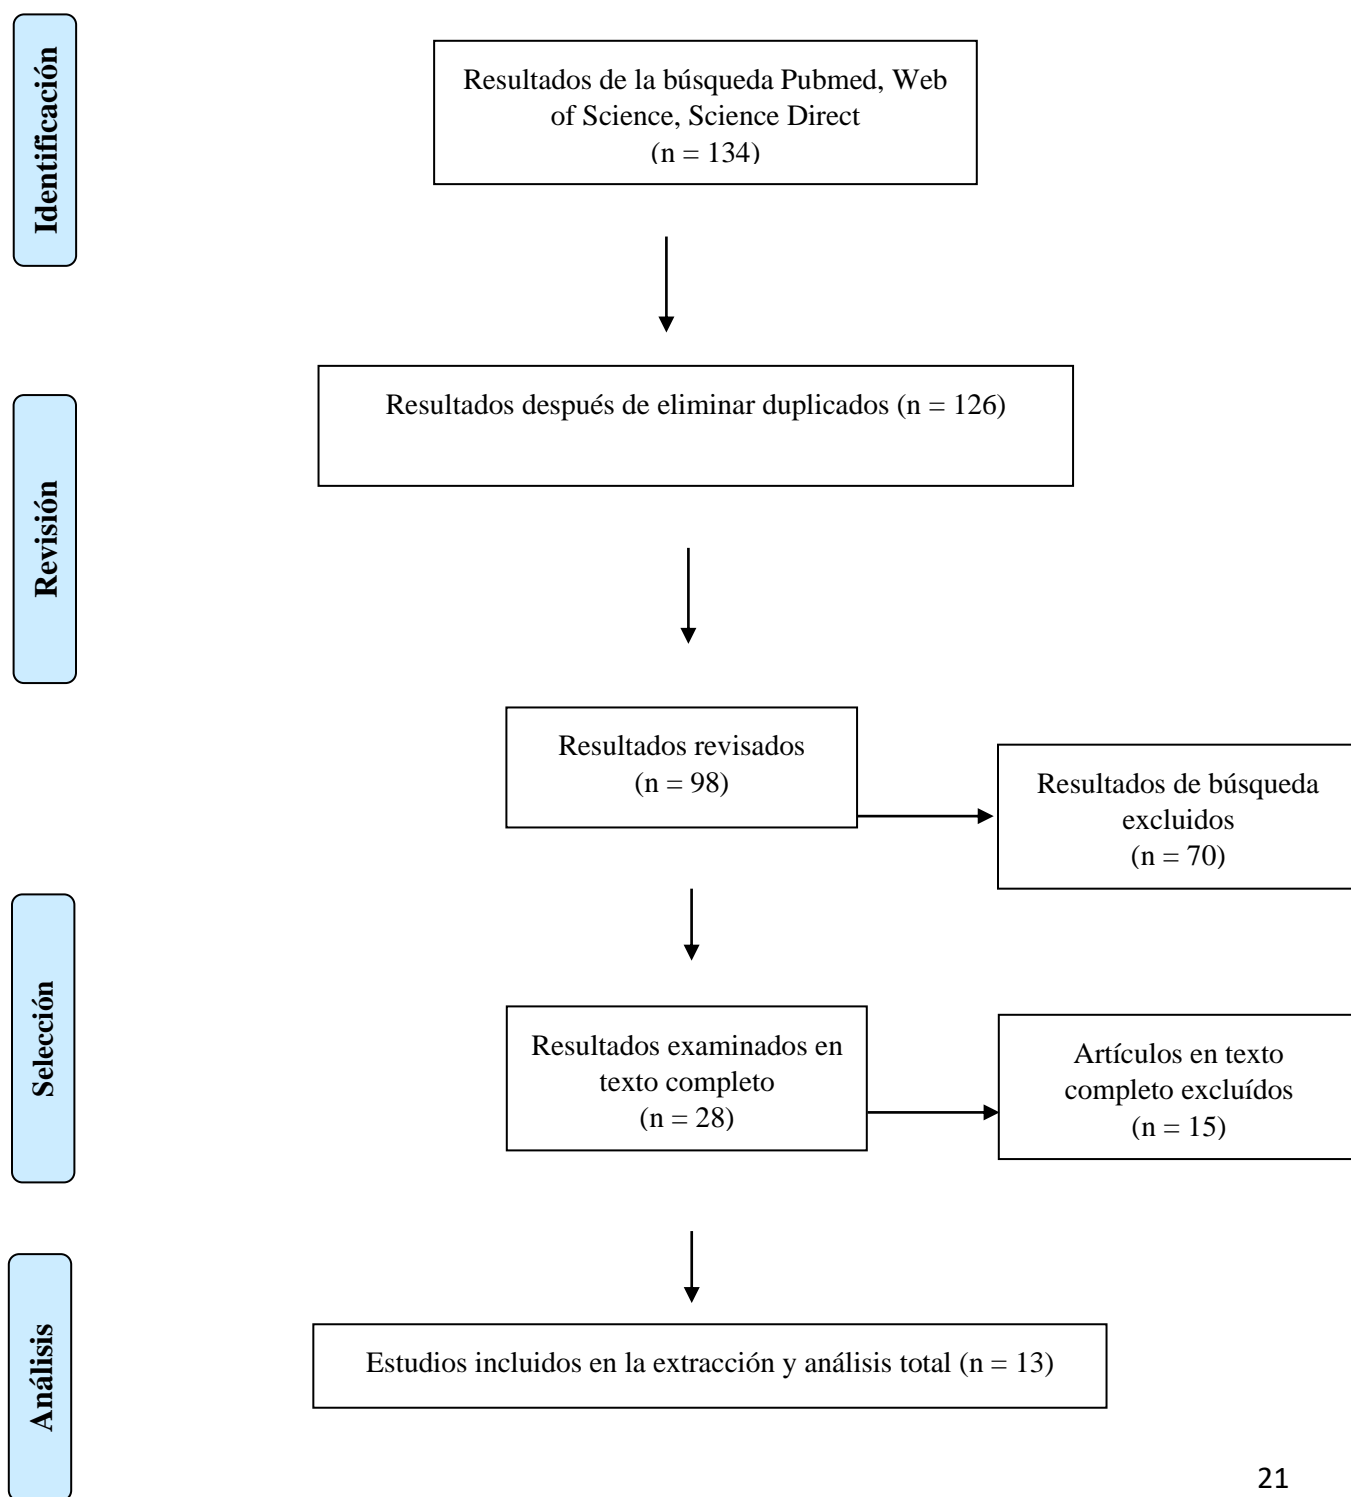 Identificación
Resultados de la búsqueda Pubmed, Web
of Science, Science Direct
(n = 134)
Revisión
Resultados después de eliminar duplicados (n = 126)
Resultados revisados
(n = 98)
Resultados de búsqueda
excluidos
(n = 70)
Selección
Resultados examinados en
texto completo
(n = 28)
Artículos en texto
completo excluídos
(n = 15)
Análisis
Estudios incluidos en la extracción y análisis total (n = 13)
21